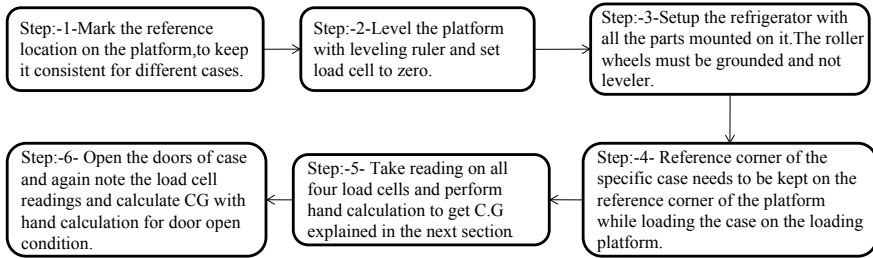 Step:-1-Mark the reference
location on the platform,to keep
it consistent for different cases.
Step:-2-Level the platform
with leveling ruler and set
load cell to zero.
Step:-3-Setup the refrigerator with
all the parts mounted on it.The roller
wheels must be grounded and not
leveler.
Step:-4- Reference corner of the
specific case needs to be kept on the
reference corner of the platform
while loading the case on the loading
platform.
Step:-5- Take reading on all
four load cells and perform
hand calculation to get C.G
explained in the next section.
Step:-6- Open the doors of case
and again note the load cell
readings and calculate CG with
hand calculation for door open
condition.